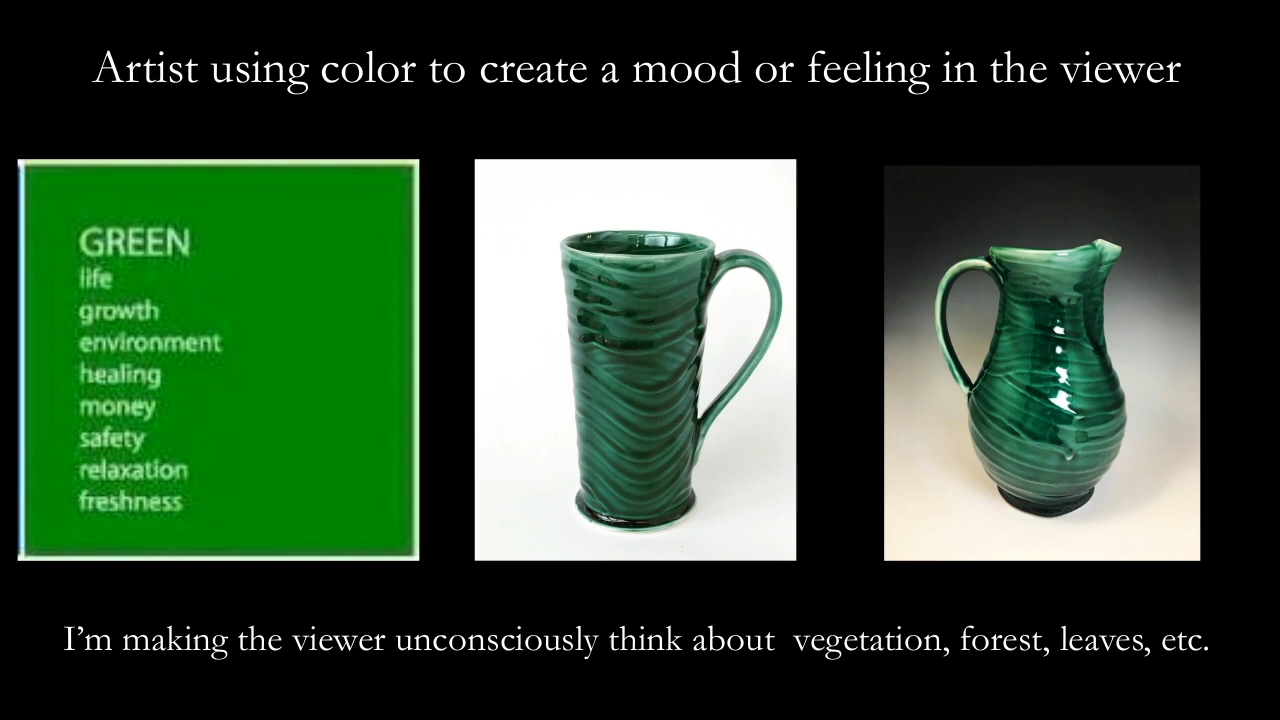 Artist using color to create a mood or feeling in the viewer
GREEN
life
growth
environment
healing
money
safety
relaxation
freshness
I’m making the viewer unconsciously think about  vegetation, forest, leaves, etc.